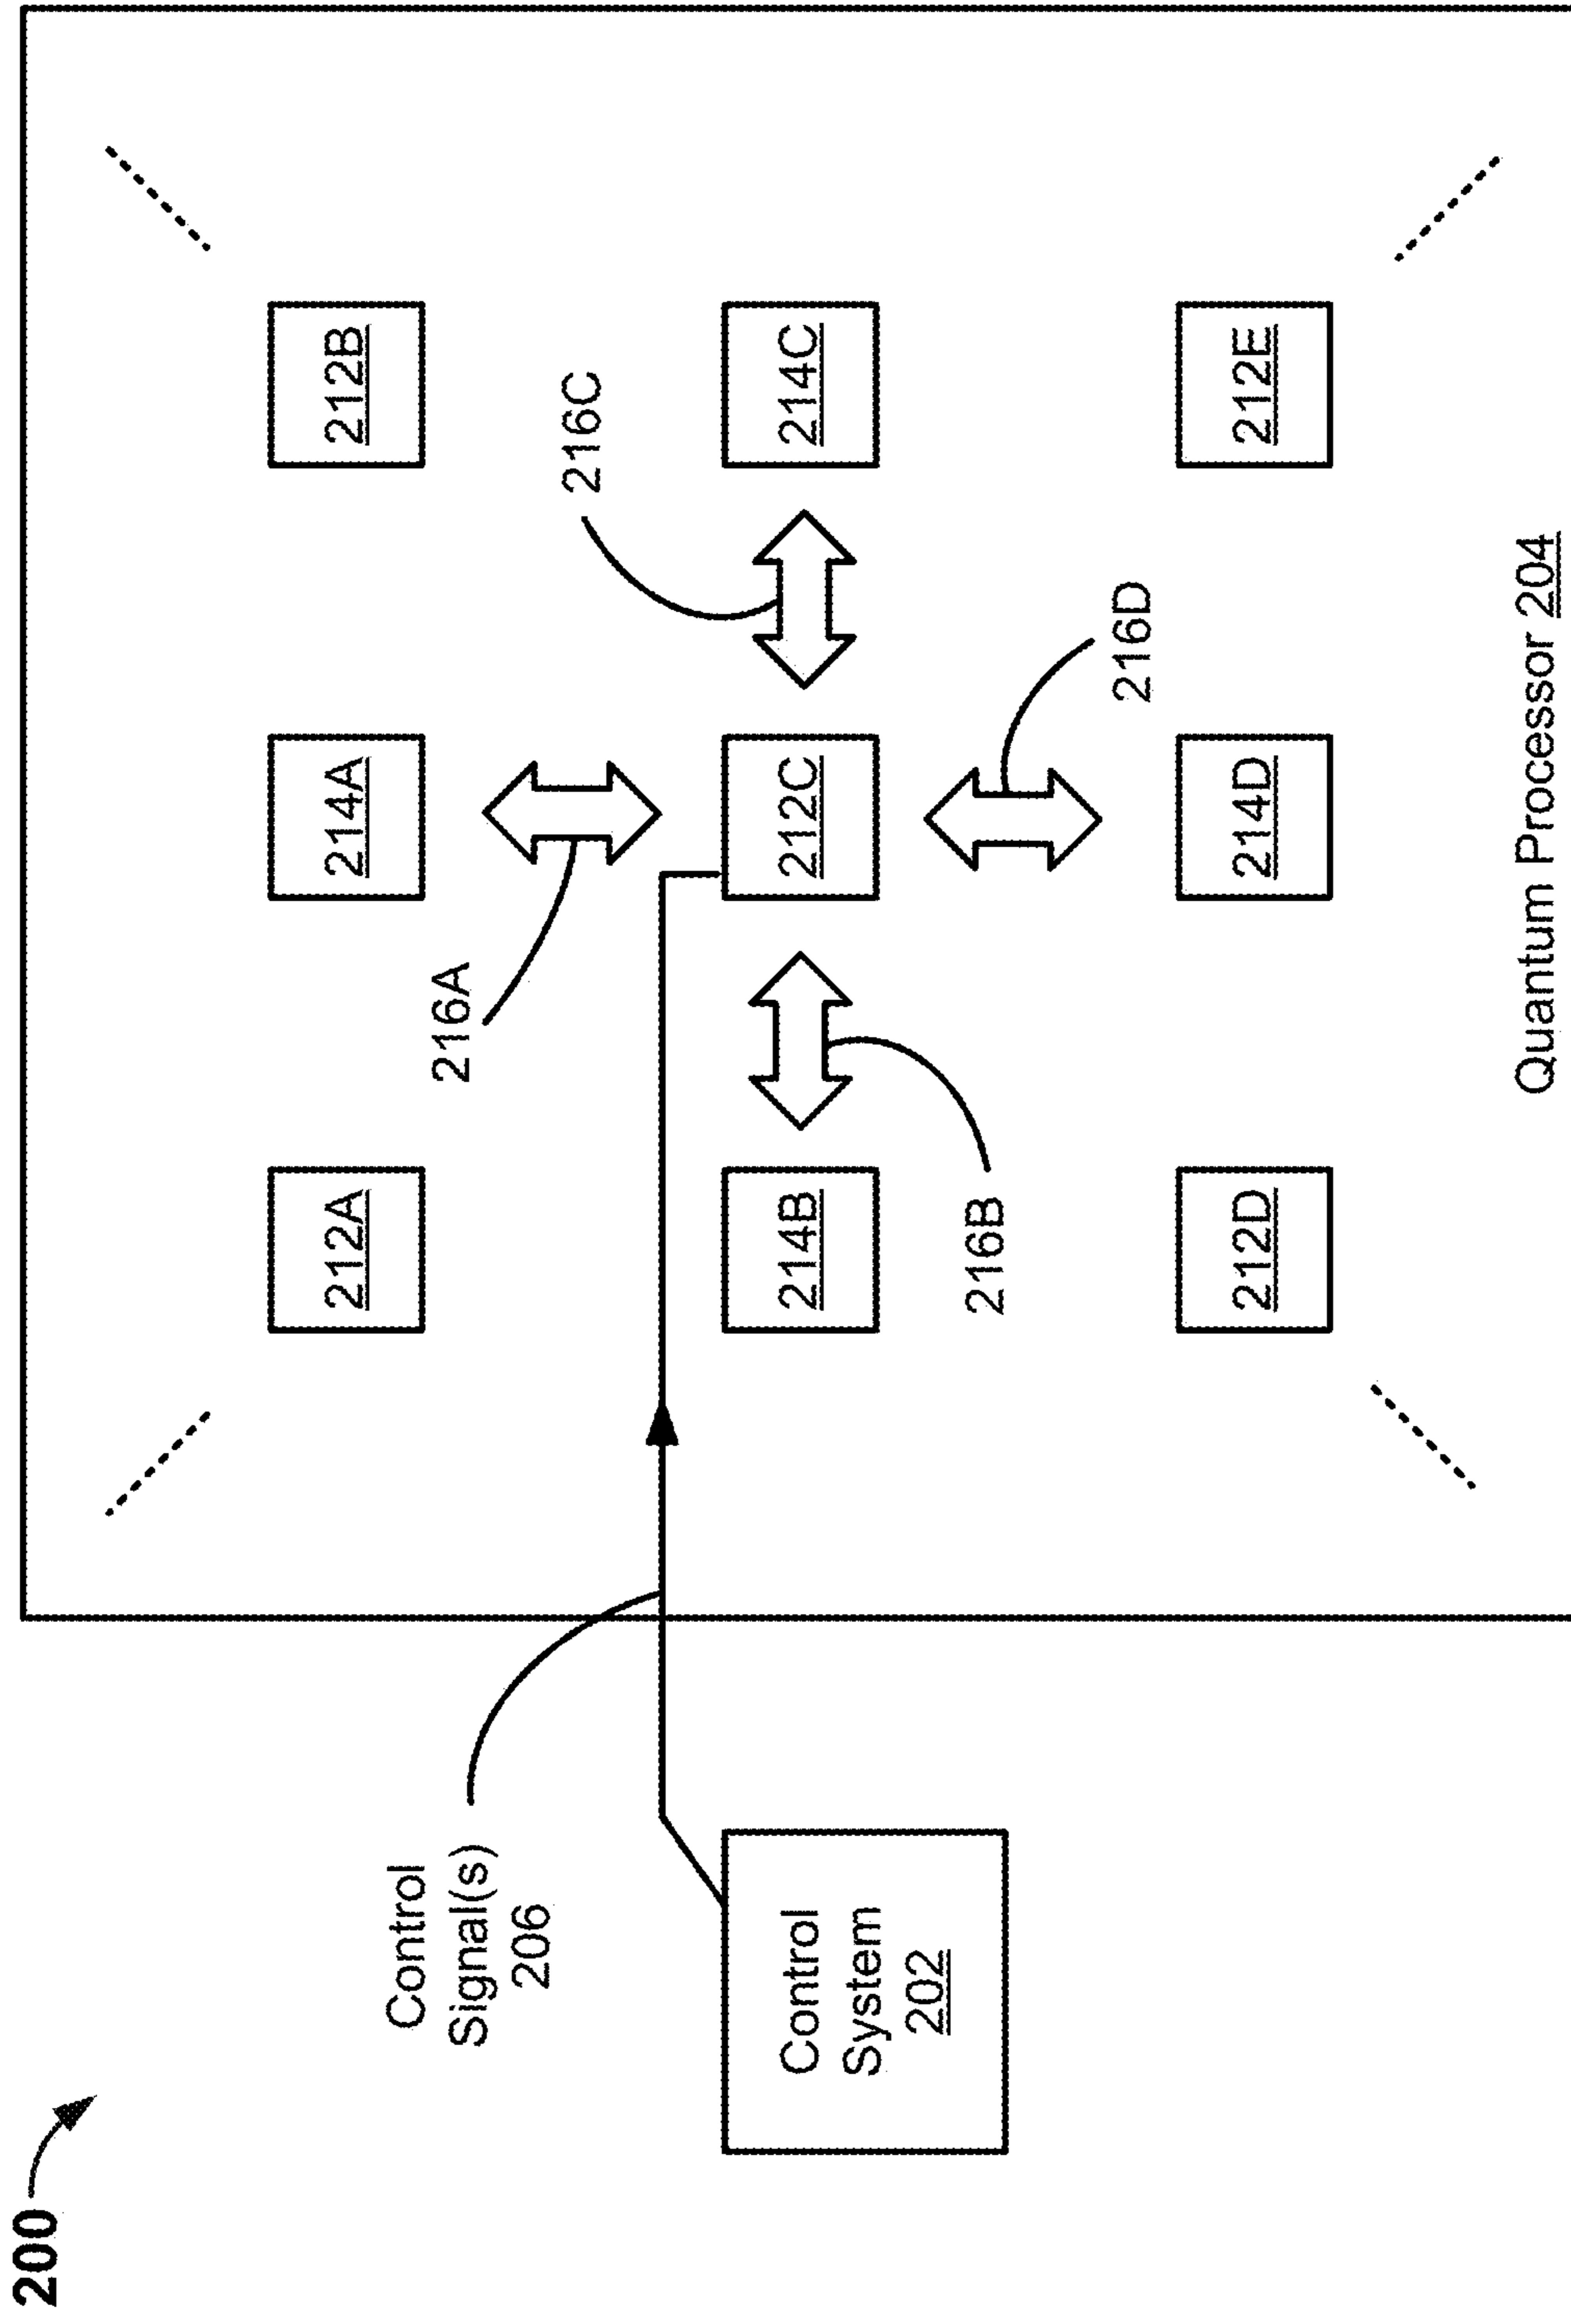 200
Control
Signal(s)
206
Control
System
202
212A
214A
212B
216A
216C
214B
212C
214C
216B
216D
212D
214D
212E
Quantum Processor 204